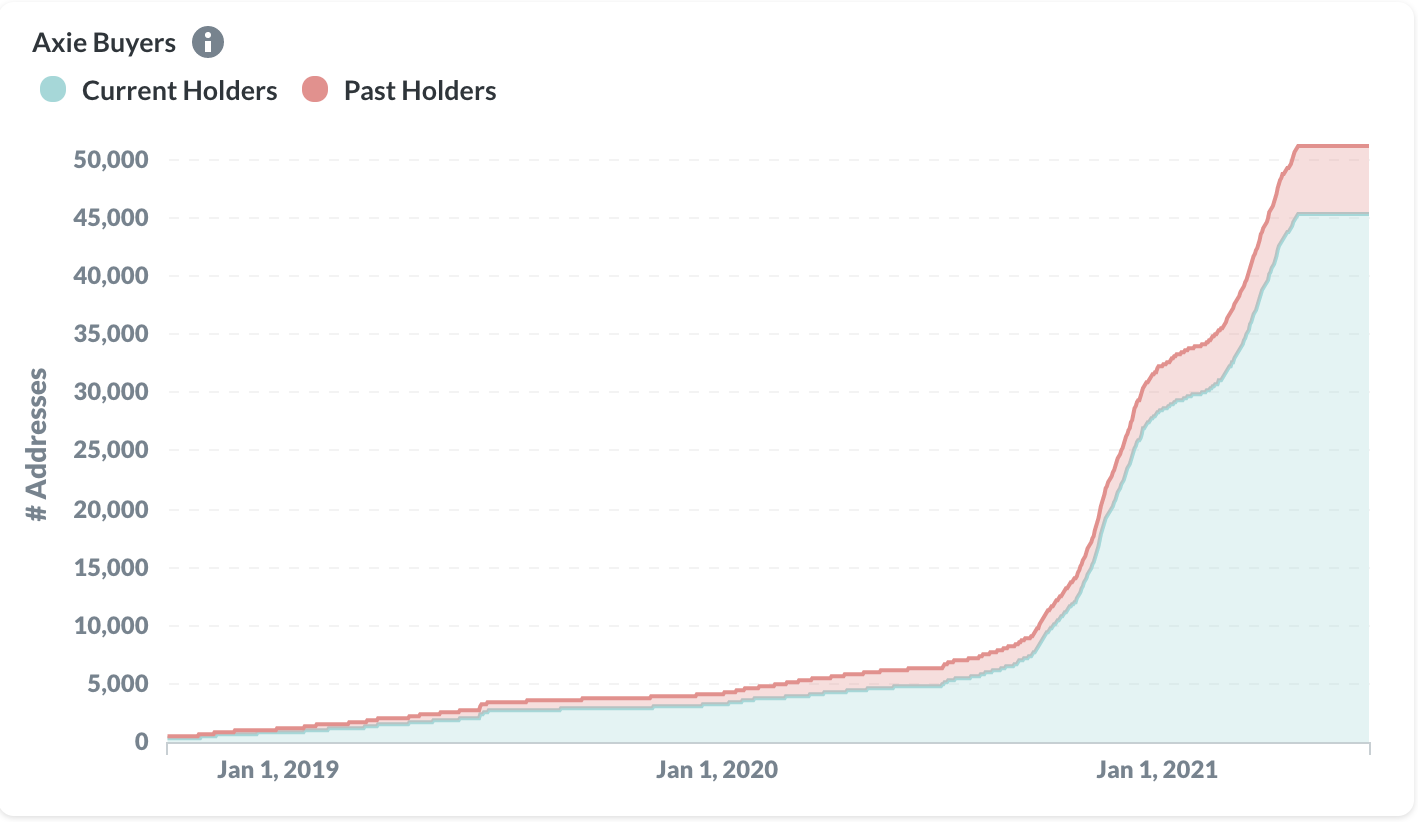 Axie Buyers
Current Holders Past Holders
50,000
45,000
40,000
35,000
30,000
25,000
20,000
15,000
10,000
5,000
0
# Addresses
Jan 1, 2019 Jan 1, 2020 Jan 1, 2021